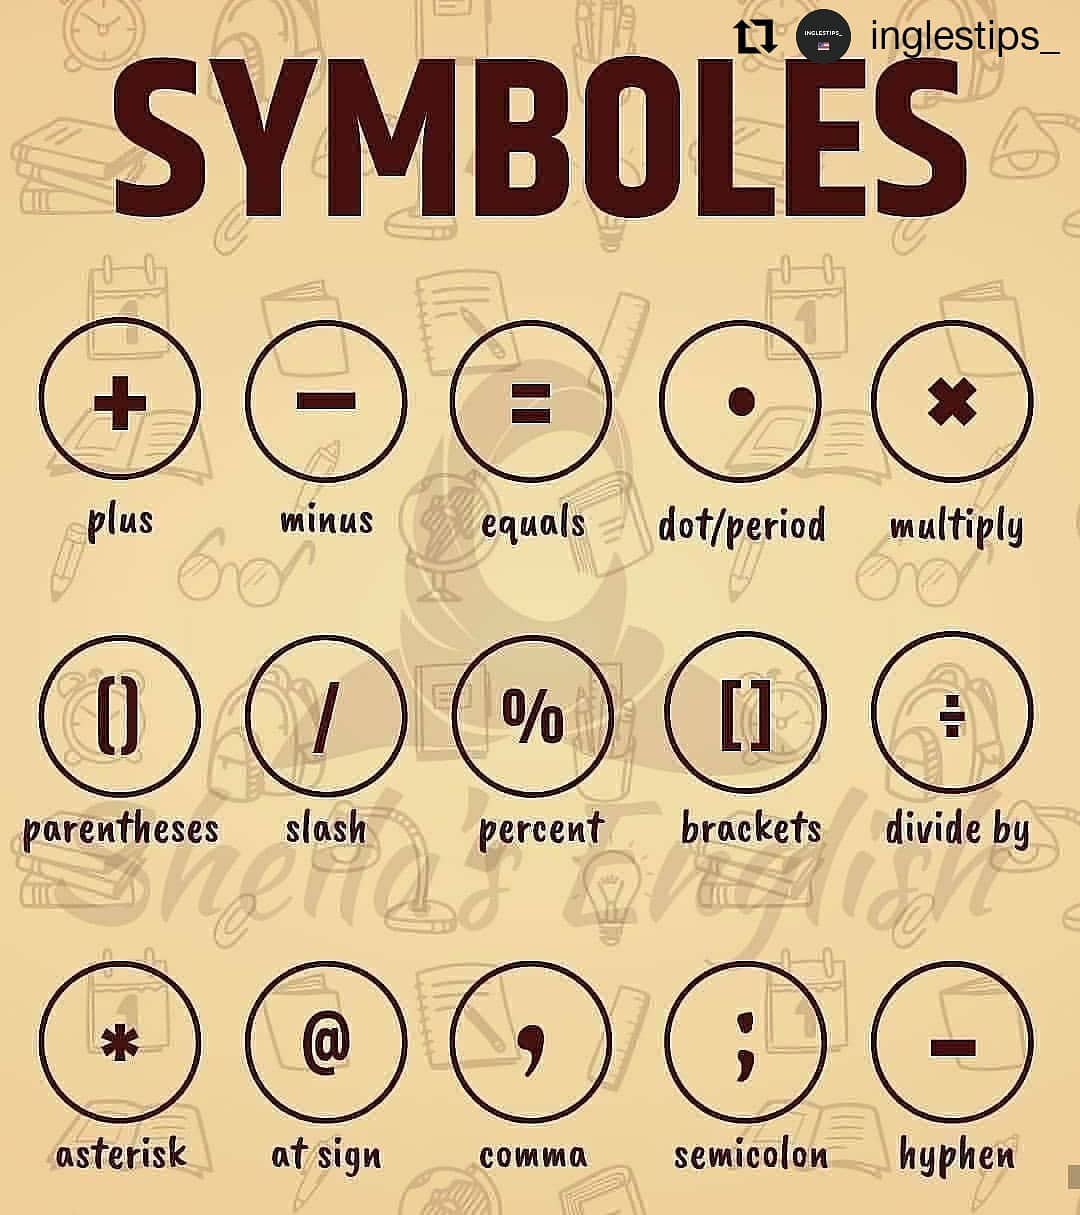 inglestips_
INGLESTIPS_
SYMBOLES
+ − = • ×
plus minus equals dot/period multiply
() / % [] ÷
parentheses slash percent brackets divide by
Sheila's English
* @ , ; -
asterisk at sign comma semicolon hyphen